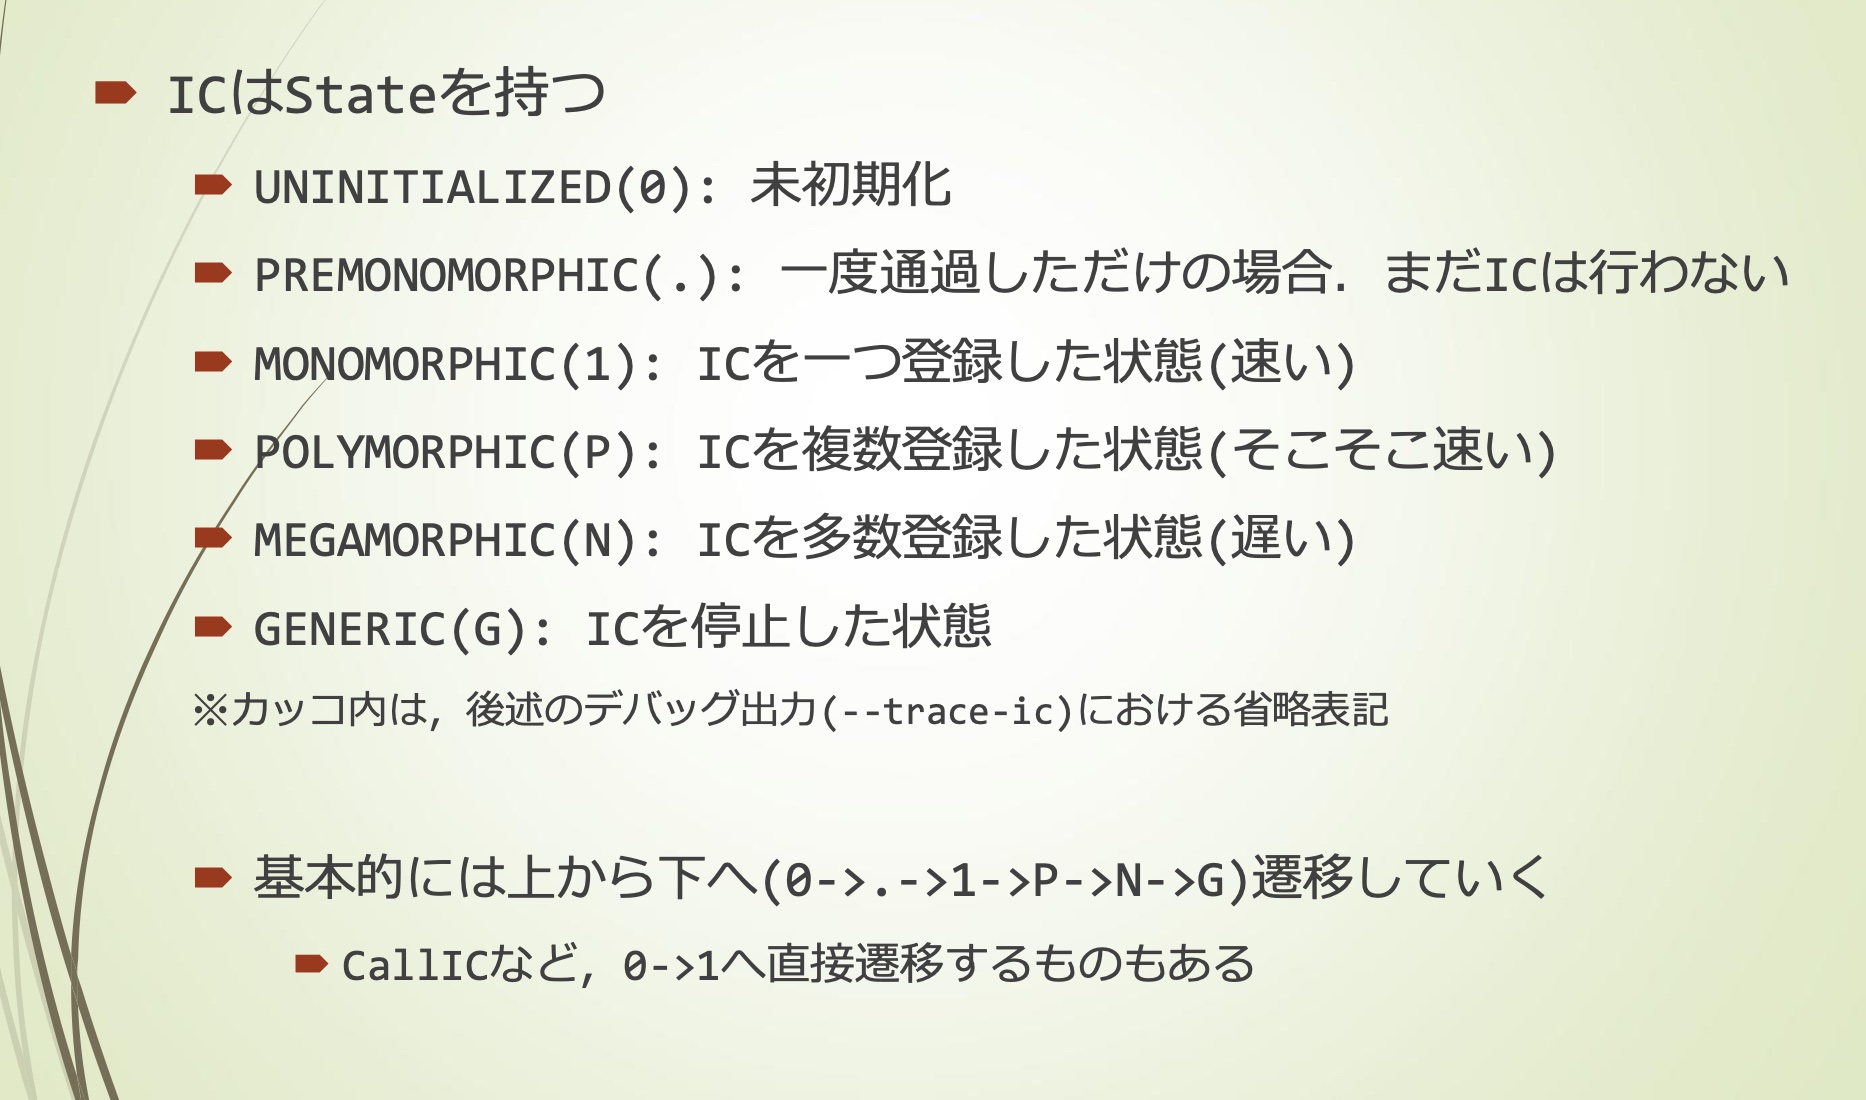 ICはStateを持つ
UNINITIALIZED(0): 未初期化
PREMONOMORPHIC(.): 一度通過しただけの場合．まだICは行わない
MONOMORPHIC(1): ICを一つ登録した状態(速い)
POLYMORPHIC(P): ICを複数登録した状態(そこそこ速い)
MEGAMORPHIC(N): ICを多数登録した状態(遅い)
GENERIC(G): ICを停止した状態
※カッコ内は，後述のデバッグ出力(--trace-ic)における省略表記
基本的には上から下へ(0->.->1->P->N->G)遷移していく
CallICなど，0->1へ直接遷移するものもある